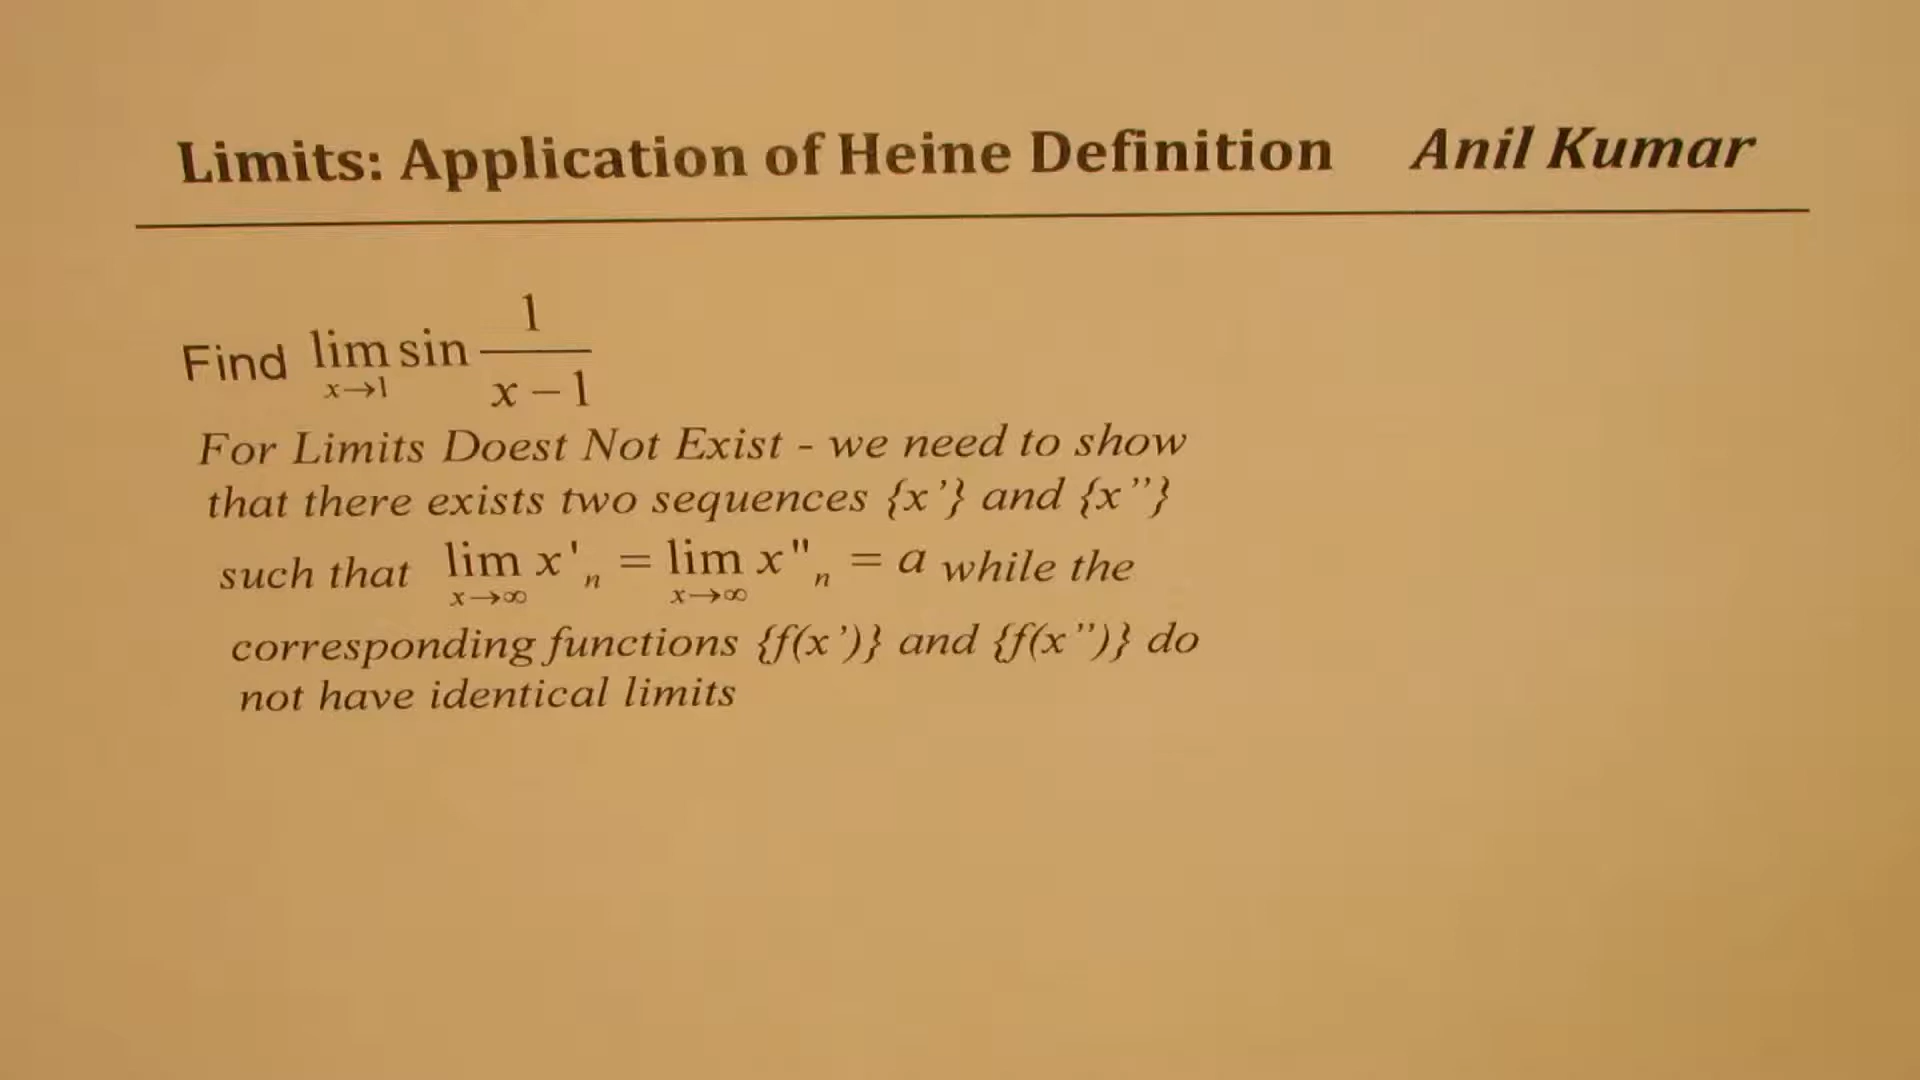 Limits: Application of Heine Definition Anil Kumar
Find lim sin 1/(x – 1)
x→1
For Limits Doest Not Exist - we need to show
that there exists two sequences {x'} and {x''}
such that lim x'ₙ = lim x"ₙ = a while the
x→∞ x→∞
corresponding functions {f(x')} and {f(x'')} do
not have identical limits